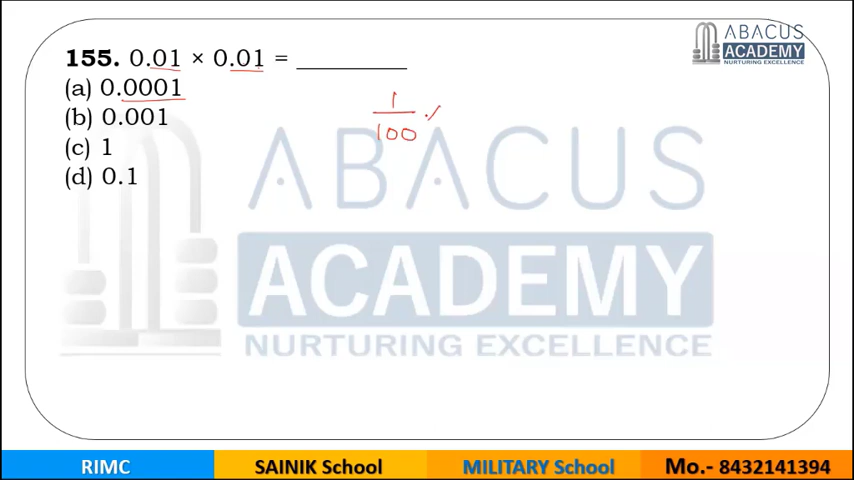 ABACUS
ACADEMY
NURTURING EXCELLENCE
155. 0.01 × 0.01 = ________
(a) 0.0001
(b) 0.001
(c) 1
(d) 0.1
1
100
ABACUS
ACADEMY
NURTURING EXCELLENCE
RIMC
SAINIK School
MILITARY School
Mo.- 8432141394